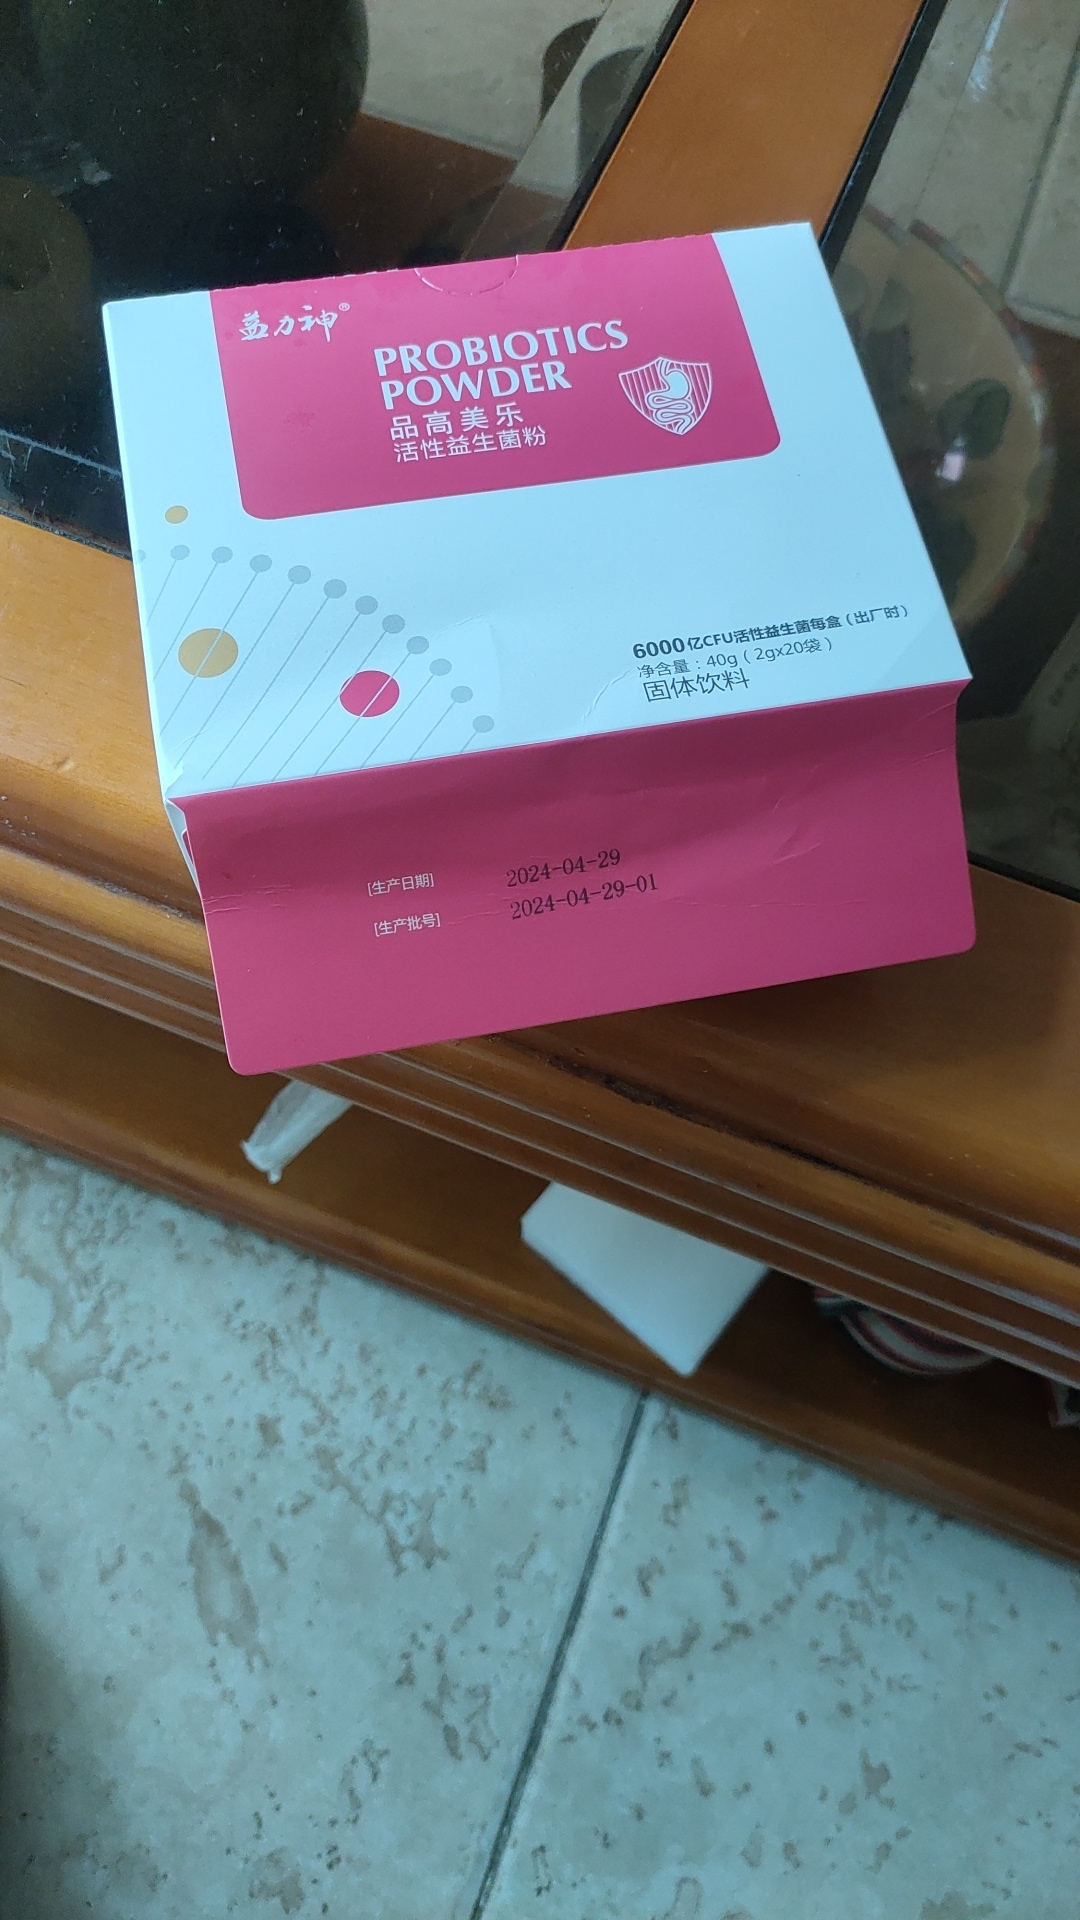 益力神®
PROBIOTICS
POWDER
品高美乐
活性益生菌粉
6000亿CFU活性益生菌每盒（出厂时）
净含量：40g（2gx20袋）
固体饮料
[生产日期] 2024-04-29
[生产批号] 2024-04-29-01